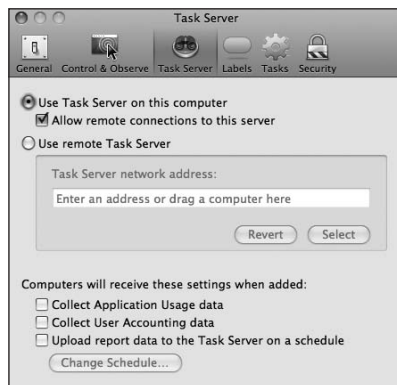 Task Server
General Control & Observe Task Server Labels Tasks Security
Use Task Server on this computer
Allow remote connections to this server
Use remote Task Server
Task Server network address:
Enter an address or drag a computer here
Revert Select
Computers will receive these settings when added:
Collect Application Usage data
Collect User Accounting data
Upload report data to the Task Server on a schedule
Change Schedule...